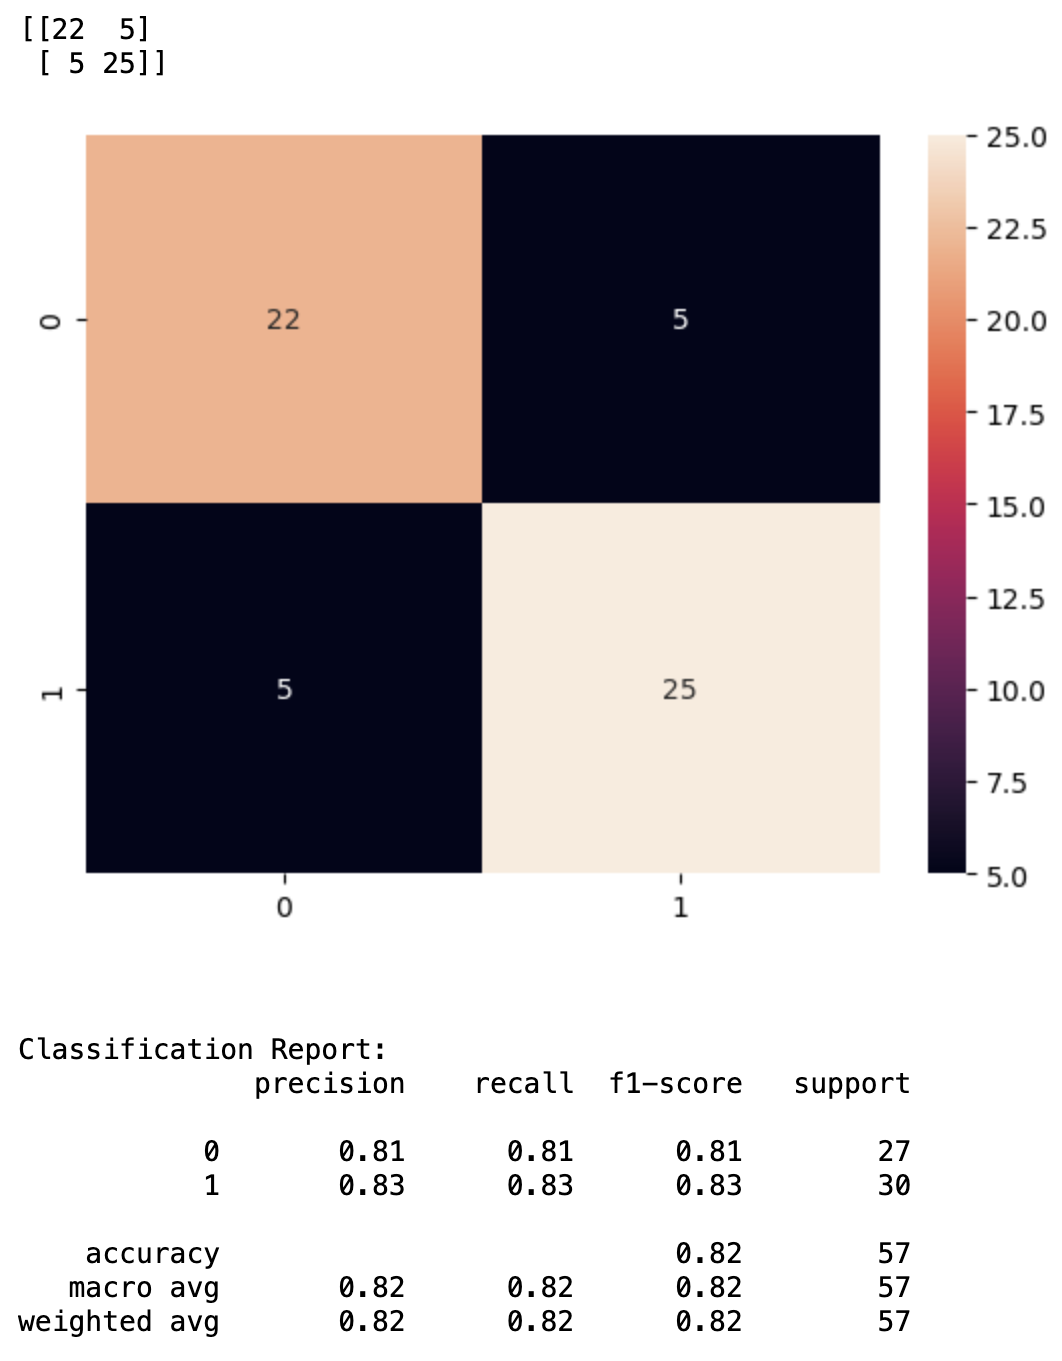 [[22  5]
 [ 5 25]]
25.0
22.5
20.0
17.5
15.0
12.5
10.0
7.5
5.0
0
22 5
1
5 25
0 1
Classification Report:
precision recall f1-score support
0 0.81 0.81 0.81 27
1 0.83 0.83 0.83 30
accuracy 0.82 57
macro avg 0.82 0.82 0.82 57
weighted avg 0.82 0.82 0.82 57